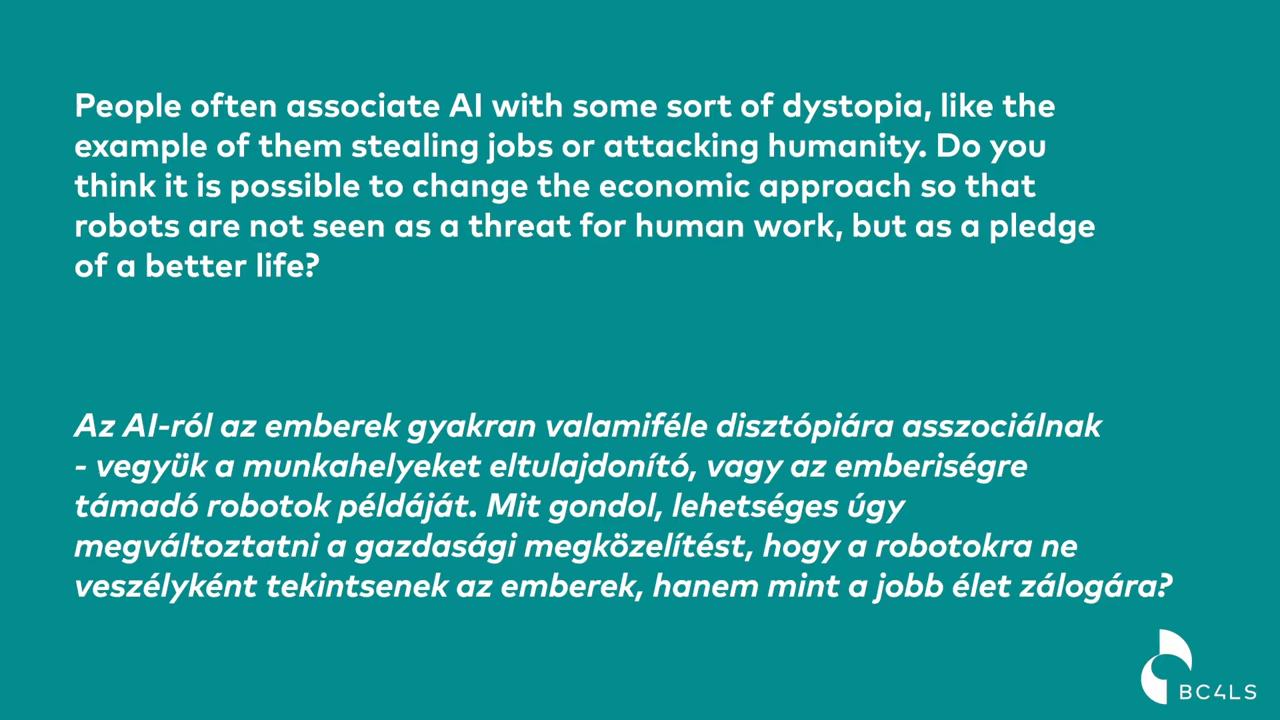 People often associate AI with some sort of dystopia, like the
example of them stealing jobs or attacking humanity. Do you
think it is possible to change the economic approach so that
robots are not seen as a threat for human work, but as a pledge
of a better life?
Az AI-ról az emberek gyakran valamiféle disztópiára asszociálnak
- vegyük a munkahelyeket eltulajdonító, vagy az emberiségre
támadó robotok példáját. Mit gondol, lehetséges úgy
megváltoztatni a gazdasági megközelítést, hogy a robotokra ne
veszélyként tekintsenek az emberek, hanem mint a jobb élet zálogára?
BC4LS